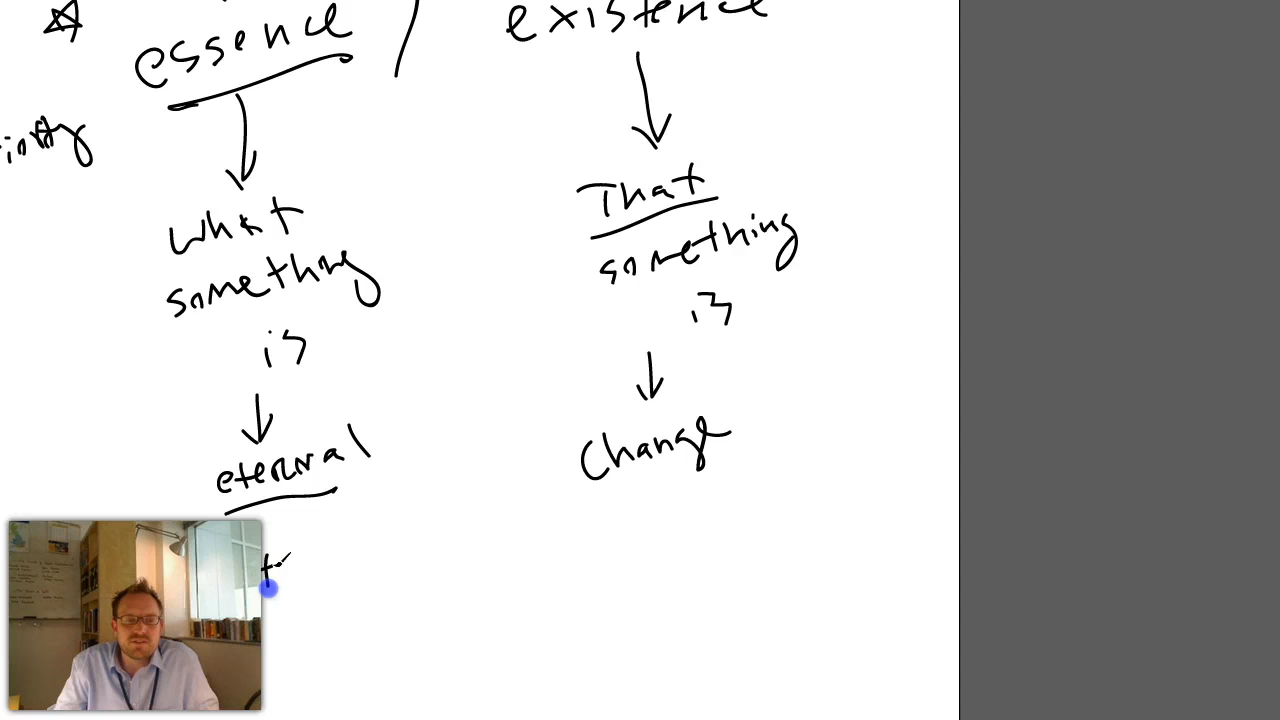 essence / existence
What
something
is
eternal
That
something
is
Change